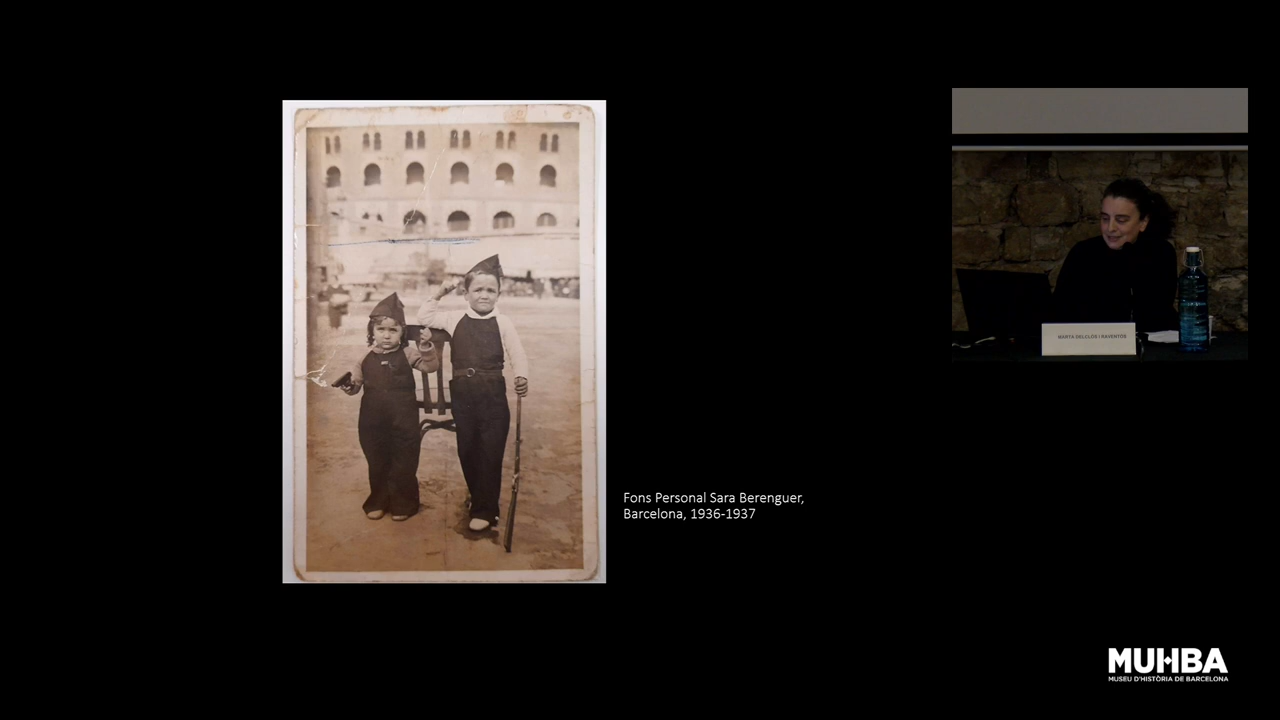 Fons Personal Sara Berenguer,
Barcelona, 1936-1937
MARTA DELCLÓS I RAVENTÓS
MUHBA
MUSEU D'HISTÒRIA DE BARCELONA